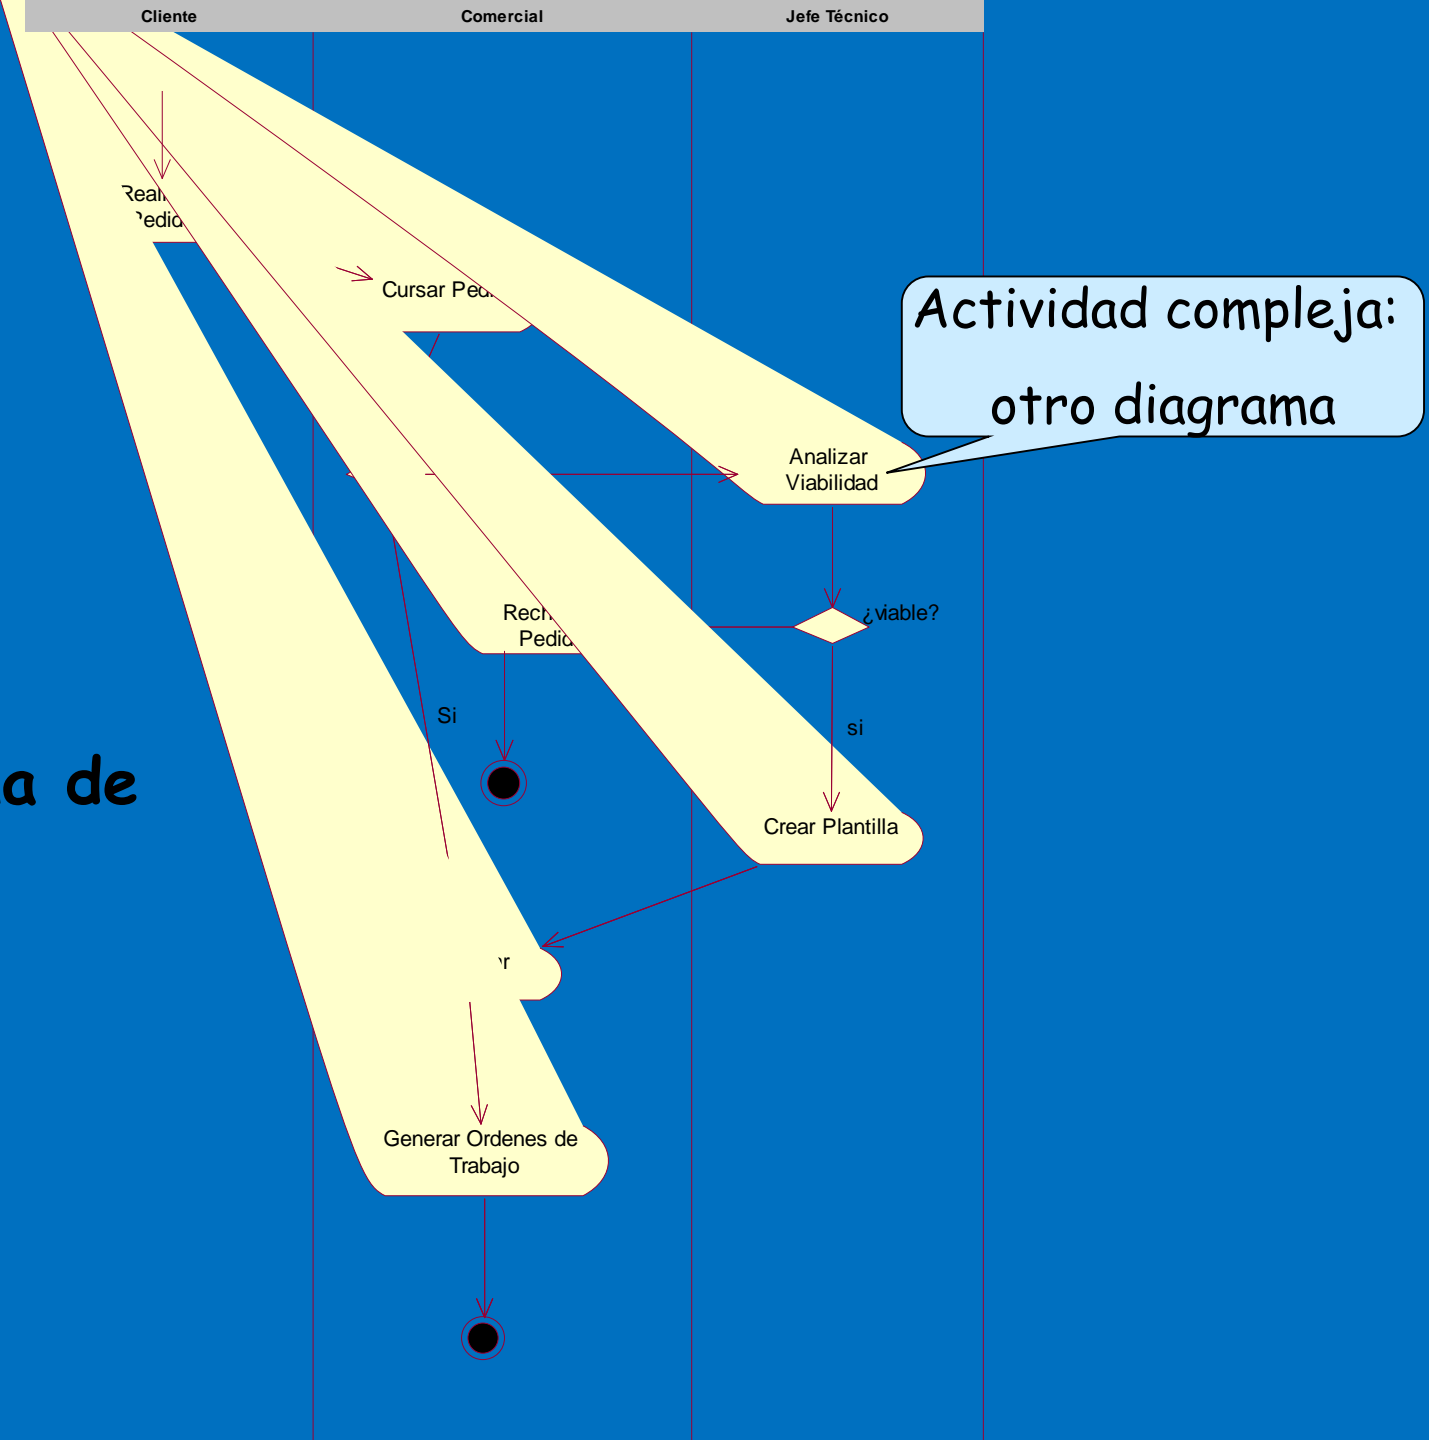 Cliente
Comercial
Jefe Técnico
Cursar
Actividad compleja:
otro diagrama
Analizar
Viabilidad
¿viable?
Si
si
de
Crear Plantilla
Generar Ordenes de
Trabajo